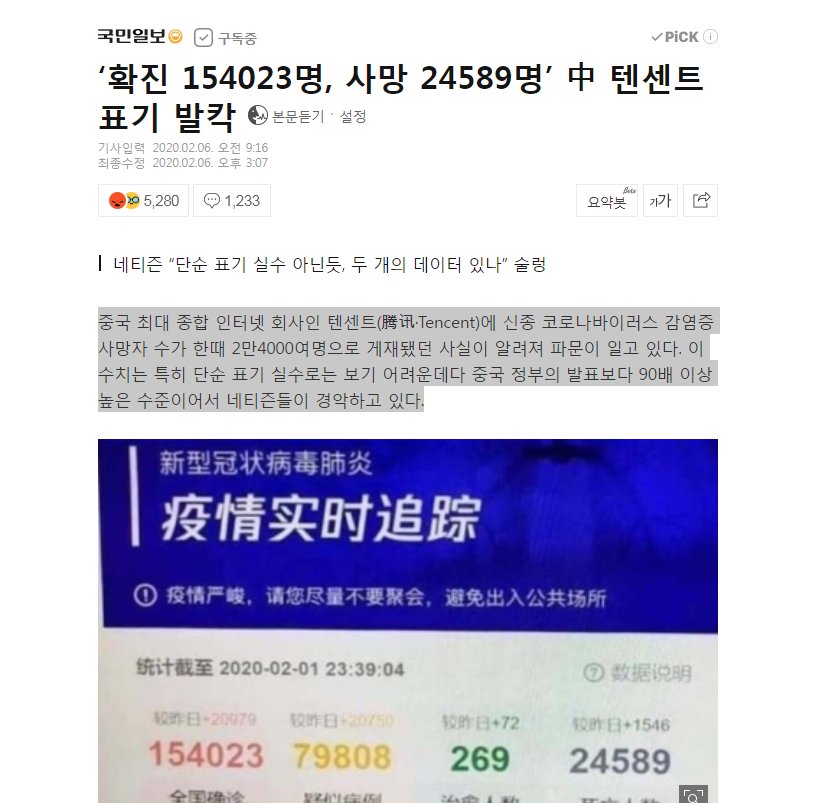 국민일보 구독중 PiCK
‘확진 154023명, 사망 24589명’ 中 텐센트
표기 발칵 본문듣기 · 설정
기사입력 2020.02.06. 오전 9:16
최종수정 2020.02.06. 오후 3:07
5,280 1,233 요약봇 Beta 가가
네티즌 “단순 표기 실수 아닌듯, 두 개의 데이터 있나” 술렁
중국 최대 종합 인터넷 회사인 텐센트(腾讯·Tencent)에 신종 코로나바이러스 감염증
사망자 수가 한때 2만4000여명으로 게재됐던 사실이 알려져 파문이 일고 있다. 이
수치는 특히 단순 표기 실수로는 보기 어려운데다 중국 정부의 발표보다 90배 이상
높은 수준이어서 네티즌들이 경악하고 있다.
新型冠状病毒肺炎
疫情实时追踪
疫情严峻，请您尽量不要聚会，避免出入公共场所
统计截至 2020-02-01 23:39:04 数据说明
较昨日+20979 较昨日+20750 较昨日+72 较昨日+1546
154023 79808 269 24589
全国确诊 疑似病例 治愈人数 死亡人数